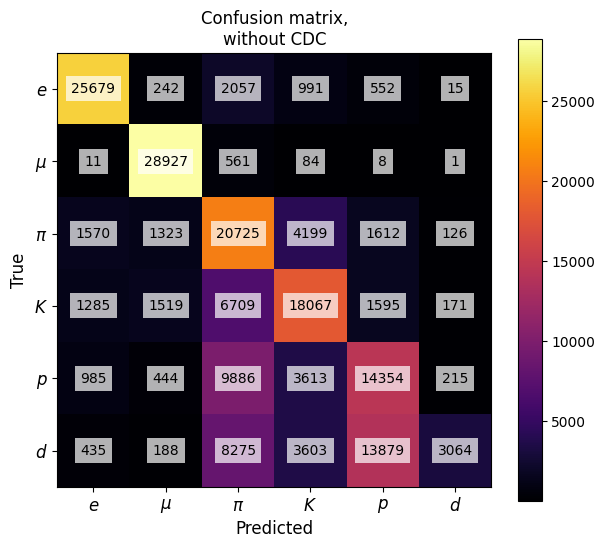 Confusion matrix,
without CDC
e 25679 242 2057 991 552 15
μ 11 28927 561 84 8 1
π 1570 1323 20725 4199 1612 126
K 1285 1519 6709 18067 1595 171
p 985 444 9886 3613 14354 215
d 435 188 8275 3603 13879 3064
e μ π K p d
True
Predicted
25000
20000
15000
10000
5000